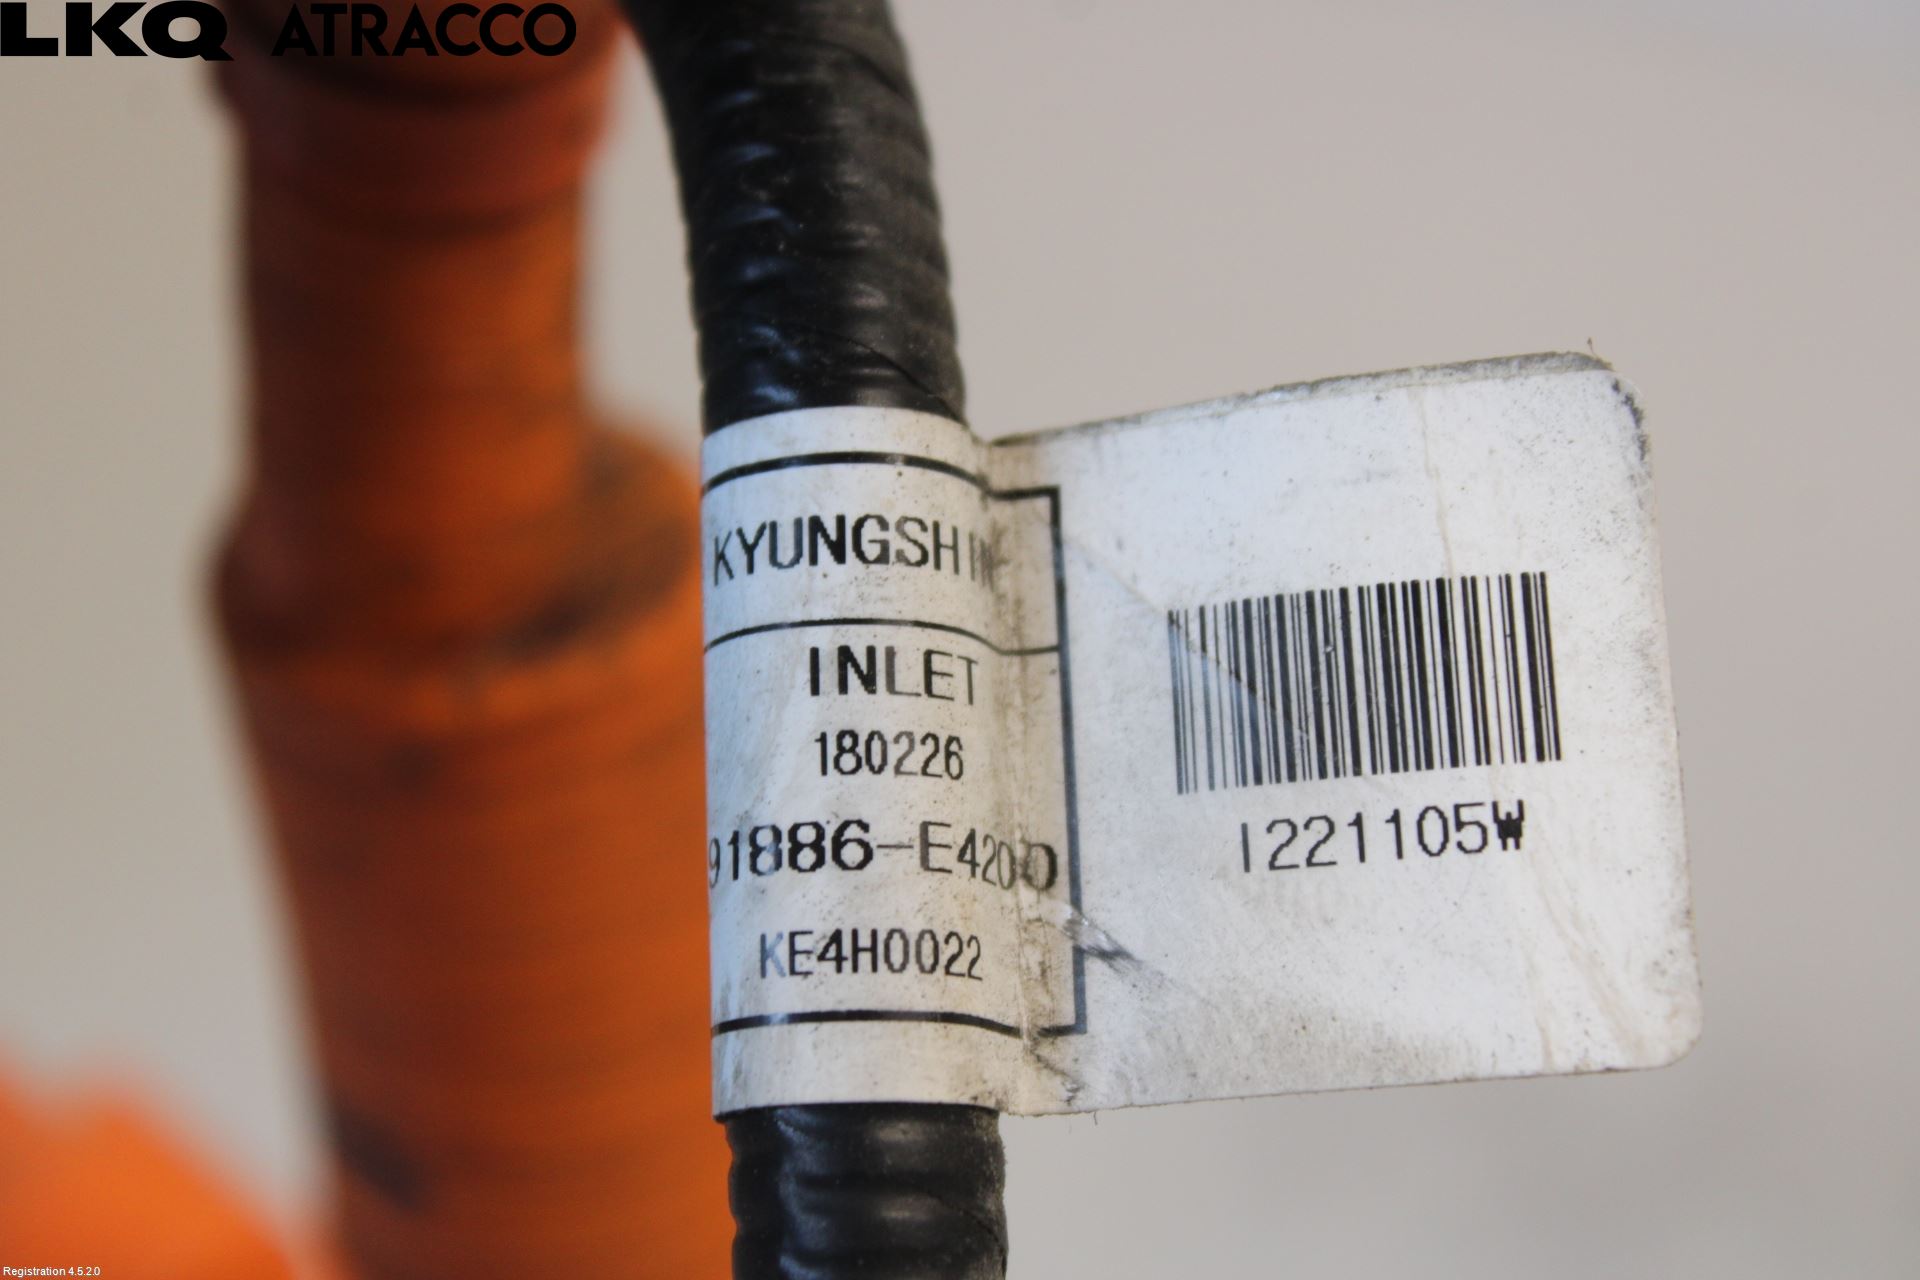 LKQ ATRACCO
KYUNGSHIN
INLET
180226
91886-E4200
KE4H0022
I221105W
Registration 4.5.2.0